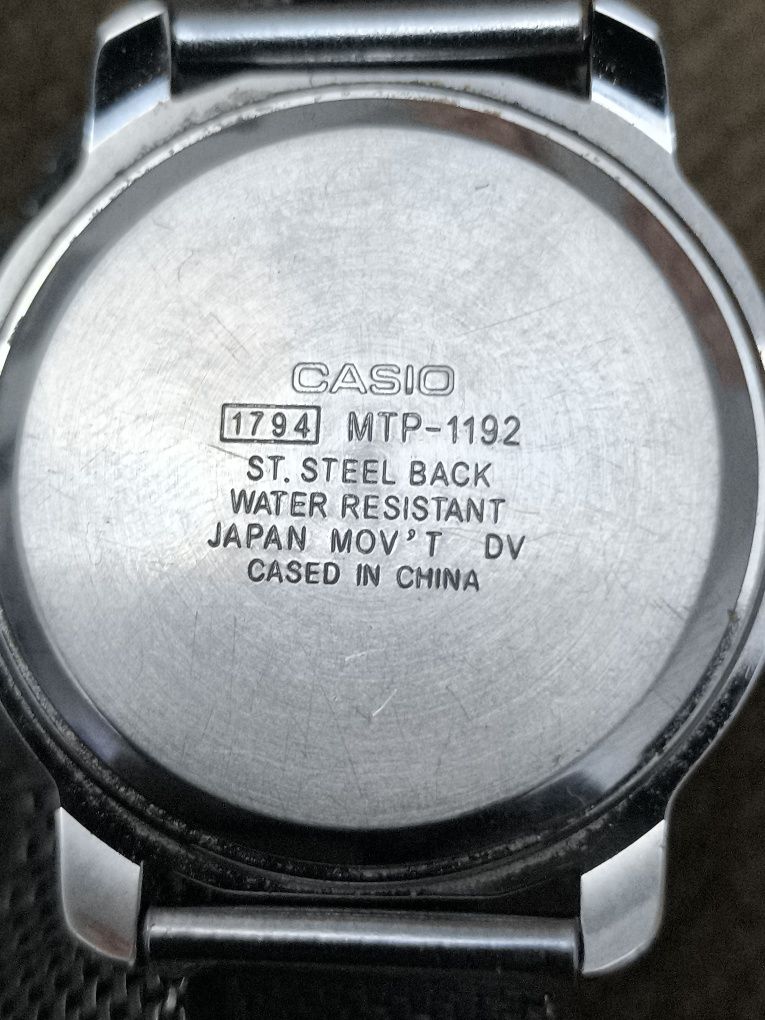 CASIO
1794 MTP-1192
ST. STEEL BACK
WATER RESISTANT
JAPAN MOV'T DV
CASED IN CHINA